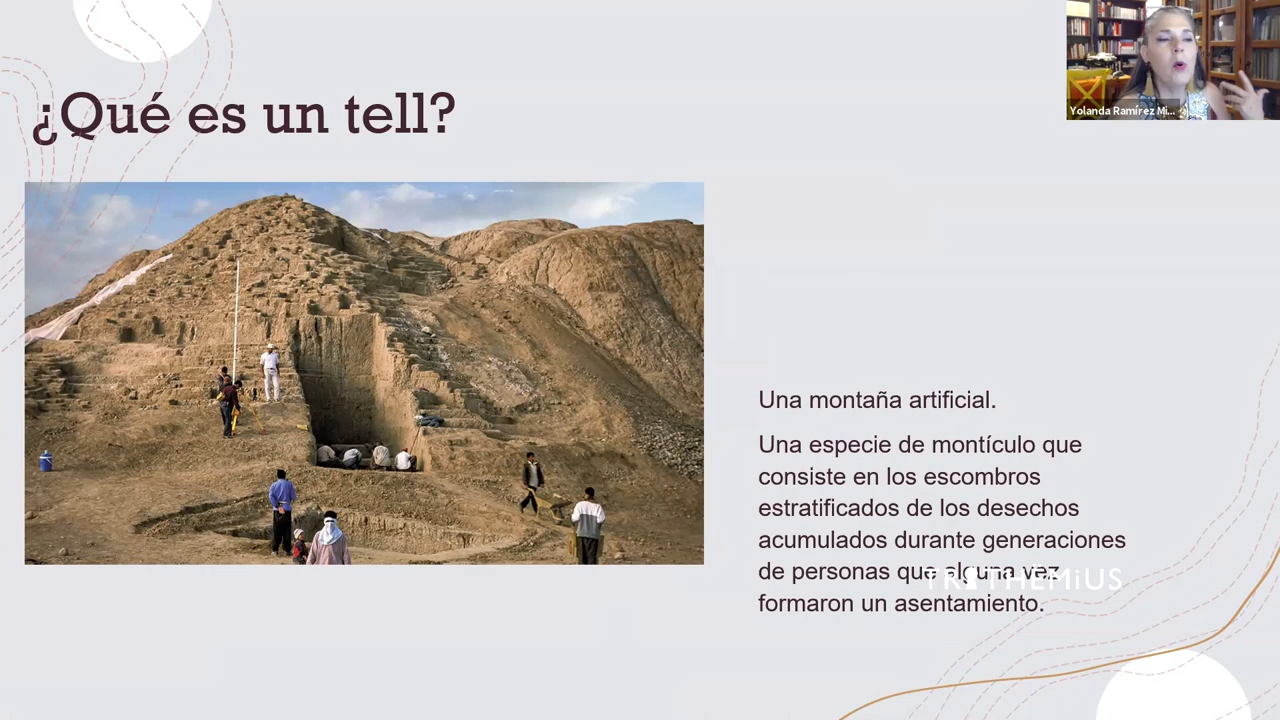 ¿Qué es un tell?
Yolanda Ramírez Mi...
Una montaña artificial.
Una especie de montículo que
consiste en los escombros
estratificados de los desechos
acumulados durante generaciones
de personas que alguna vez
formaron un asentamiento.
TRiTHEMiUS